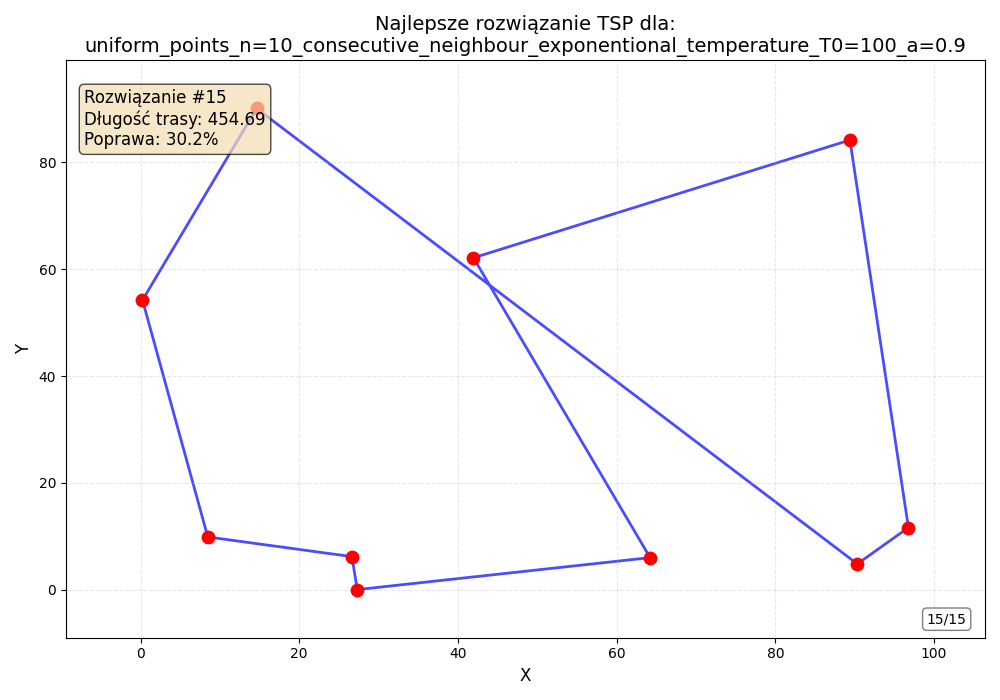 Najlepsze rozwiązanie TSP dla:
uniform_points_n=10_consecutive_neighbour_exponentional_temperature_T0=100_a=0.9
Rozwiązanie #15
Długość trasy: 454.69
Poprawa: 30.2%
Y
80
60
40
20
0
15/15
0 20 40 60 80 100
X